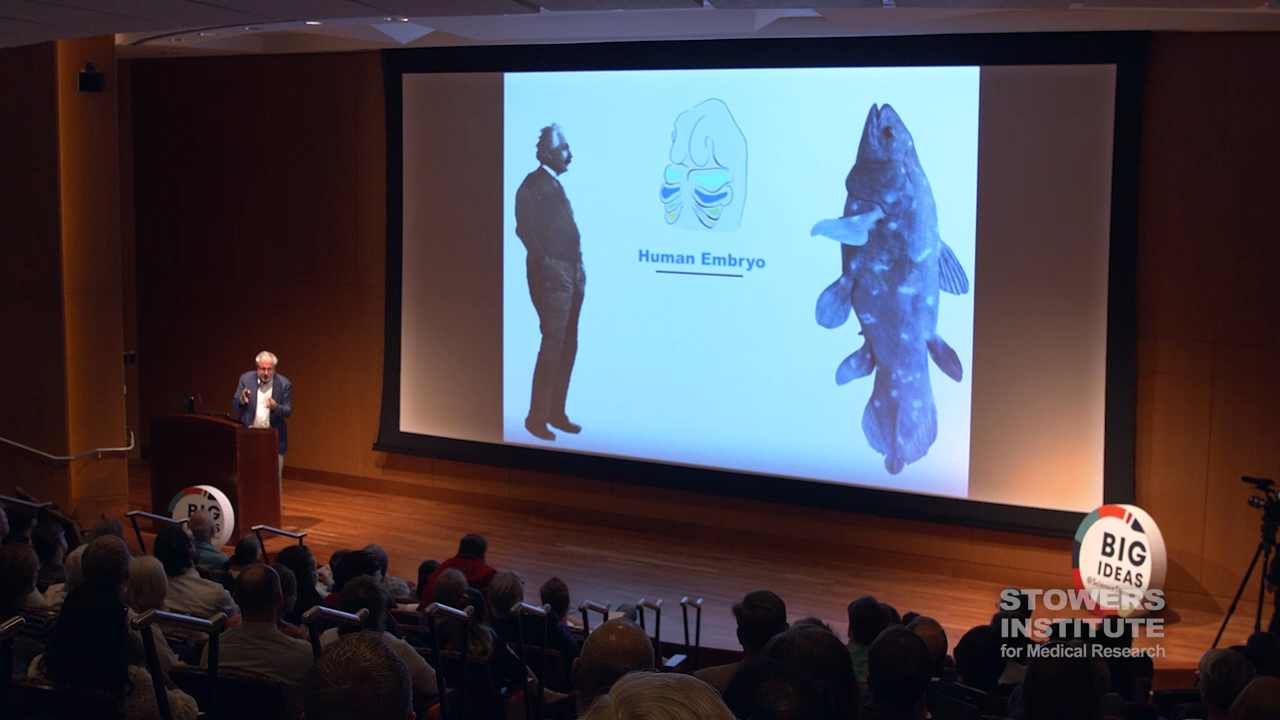 Human Embryo
BIG
BIG
IDEAS
STOWERS
INSTITUTE
for Medical Research